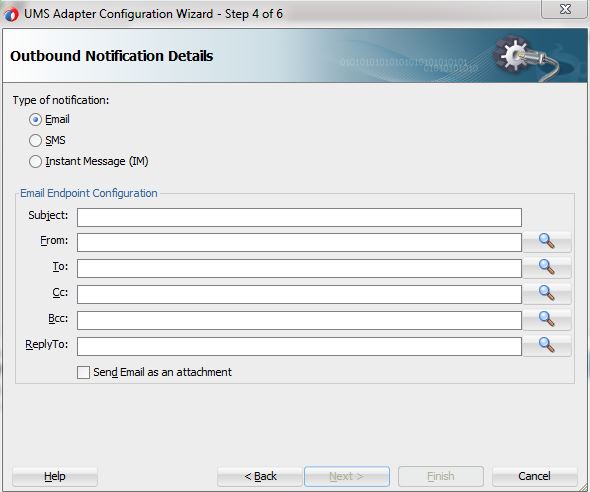 UMS Adapter Configuration Wizard - Step 4 of 6
Outbound Notification Details
0101010101010101010101010101
01010101010
Type of notification:
Email
SMS
Instant Message (IM)
Email Endpoint Configuration
Subject:
From:
To:
Cc:
Bcc:
ReplyTo:
Send Email as an attachment
Help
< Back
Next >
Finish
Cancel